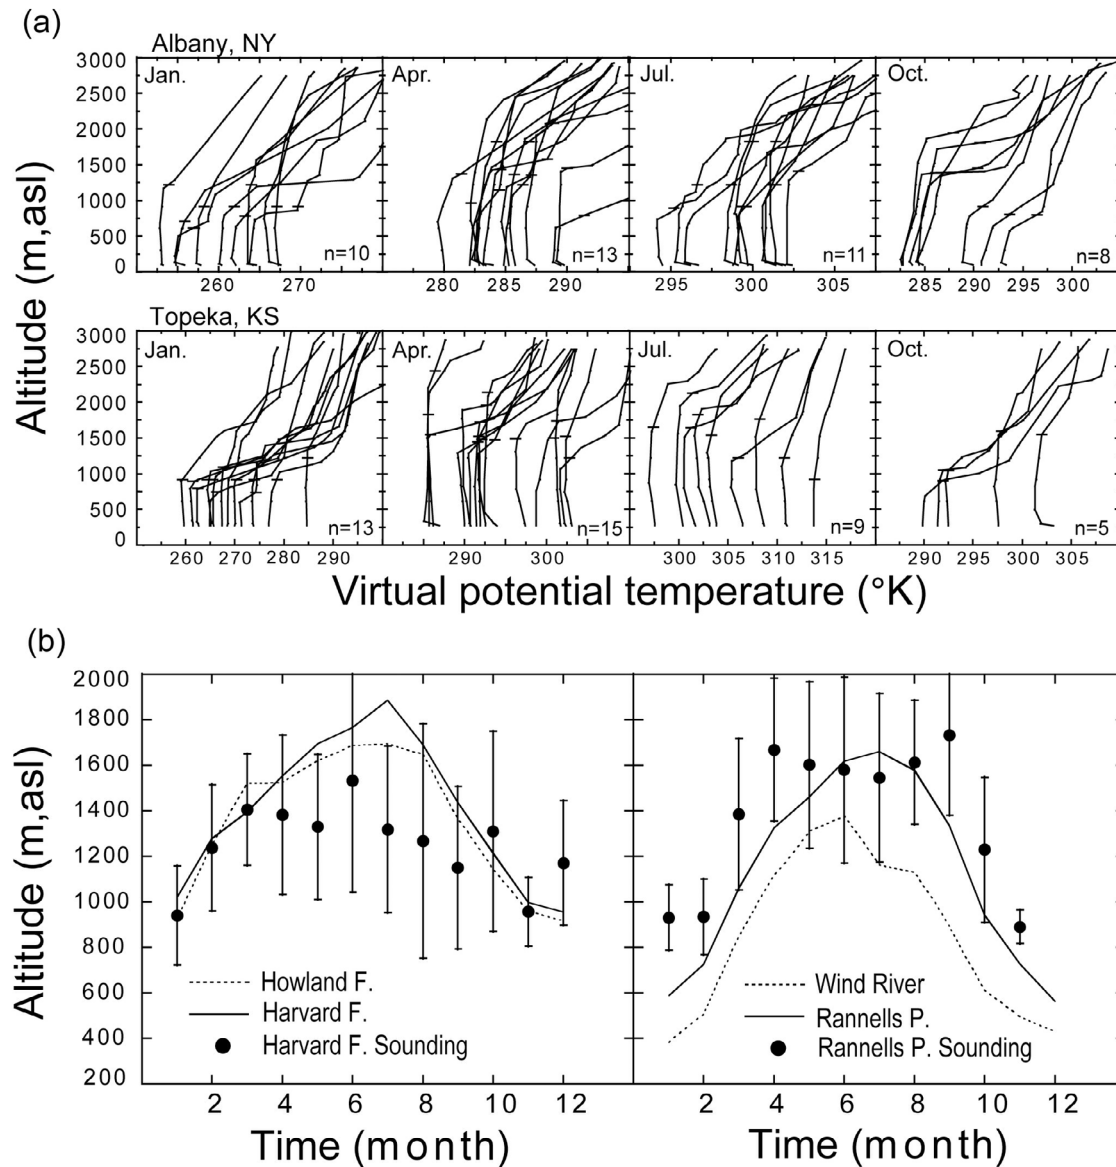 (a)
Albany, NY
Jan. Apr. Jul. Oct.
3000
2500
2000
1500
1000
500
0
n=10 n=13 n=11 n=8
260 270 280 285 290 295 300 305 285 290 295 300
Topeka, KS
Jan. Apr. Jul. Oct.
3000
2500
2000
1500
1000
500
0
n=13 n=15 n=9 n=5
260 270 280 290 290 300 300 305 310 315 290 295 300 305
Altitude (m,asl)
Virtual potential temperature (°K)
(b)
2000
1800
1600
1400
1200
1000
800
600
400
200
Altitude (m,asl)
Howland F.
Harvard F.
Harvard F. Sounding
Wind River
Rannells P.
Rannells P. Sounding
2 4 6 8 10 12 2 4 6 8 10 12
Time (month) Time (month)